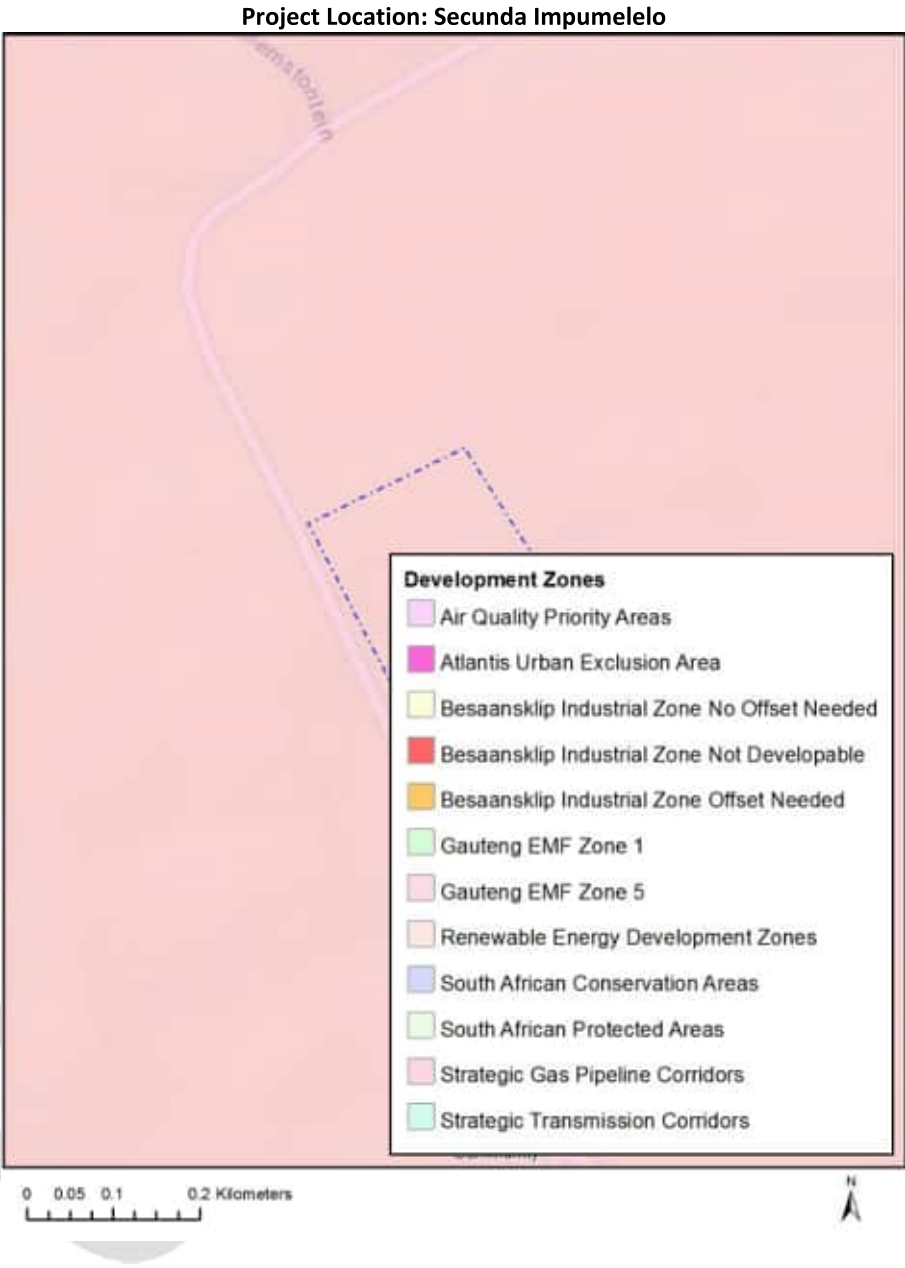 Project Location: Secunda Impumelelo
Development Zones
Air Quality Priority Areas
Atlantis Urban Exclusion Area
Besaansklip Industrial Zone No Offset Needed
Besaansklip Industrial Zone Not Developable
Besaansklip Industrial Zone Offset Needed
Gauteng EMF Zone 1
Gauteng EMF Zone 5
Renewable Energy Development Zones
South African Conservation Areas
South African Protected Areas
Strategic Gas Pipeline Corridors
Strategic Transmission Corridors
0 0.05 0.1 0.2 Kilometers
N